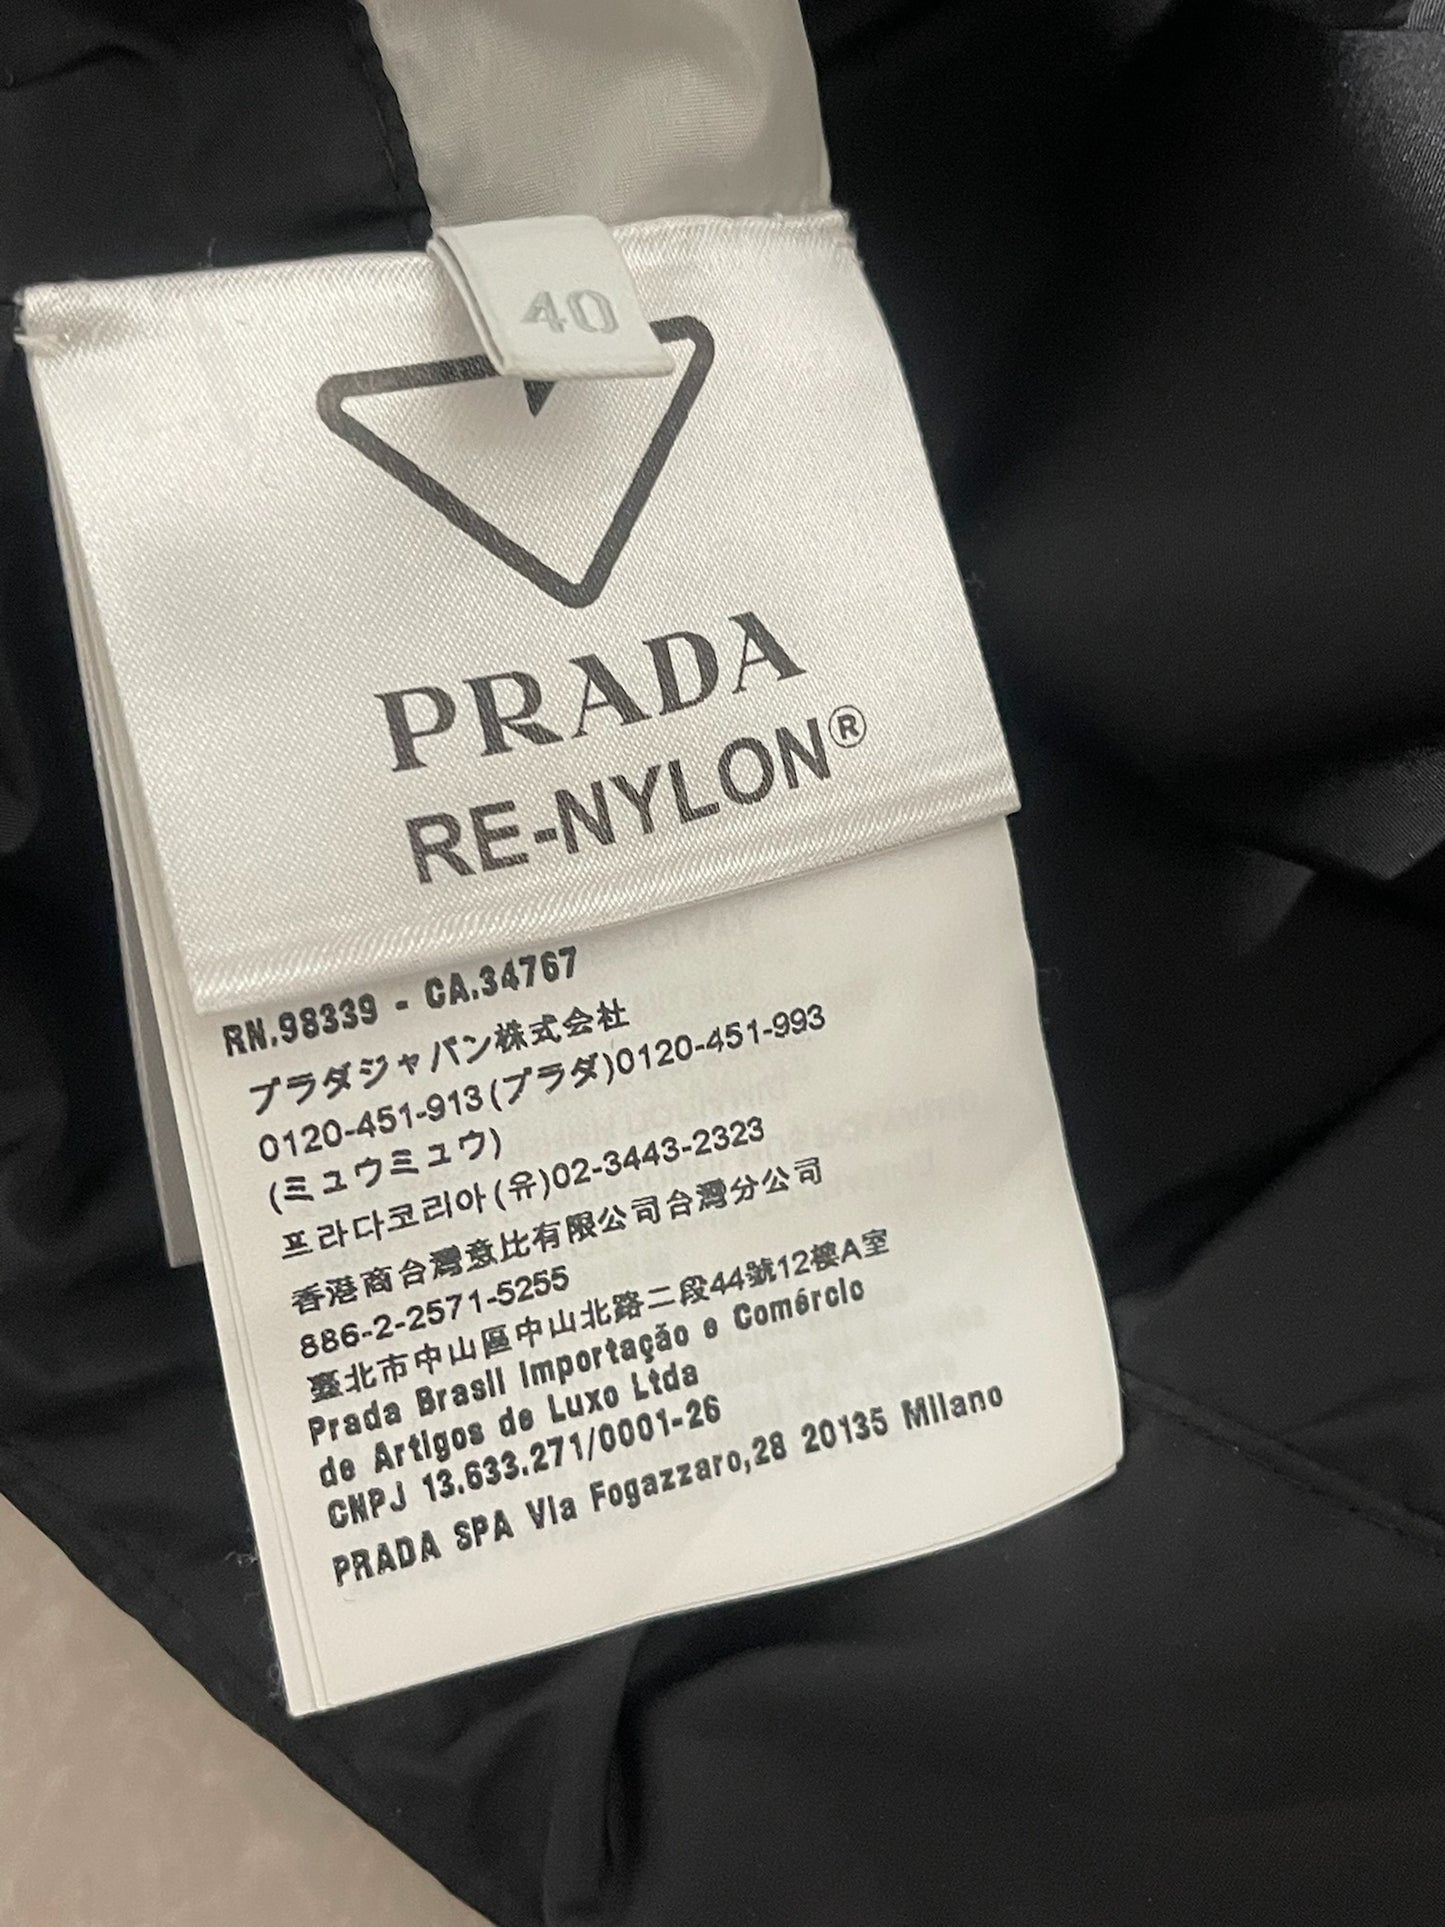 40
PRADA
RE-NYLON®
RN.98339 - CA.34767
プラダジャパン株式会社
0120-451-913(プラダ)0120-451-993
(ミュウミュウ)
프라다코리아(유)02-3443-2323
香港商台灣意比有限公司台灣分公司
886-2-2571-5255
臺北市中山區中山北路二段44號12樓A室
Prada Brasil Importação e Comércio
de Artigos de Luxo Ltda
CNPJ 13.633.271/0001-26
PRADA SPA Via Fogazzaro,28 20135 Milano